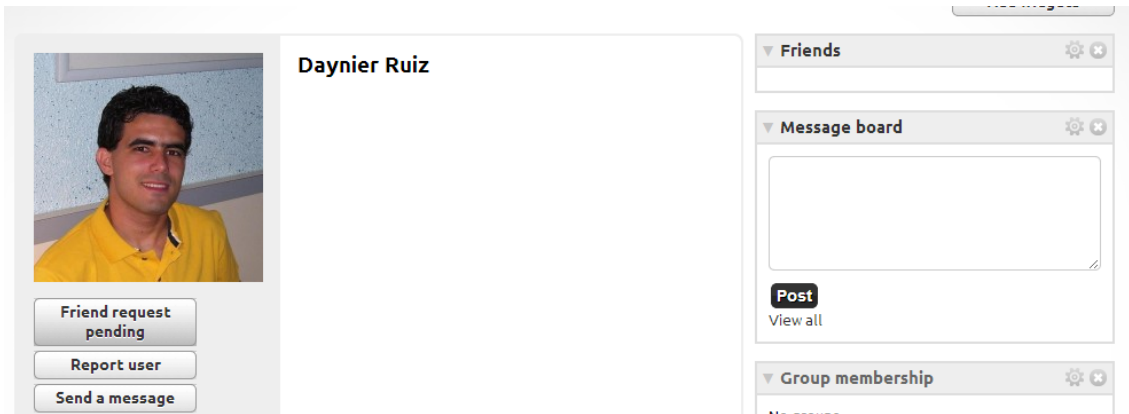 Daynier Ruiz
Friend request
pending
Report user
Send a message
Friends
Message board
Post
View all
Group membership